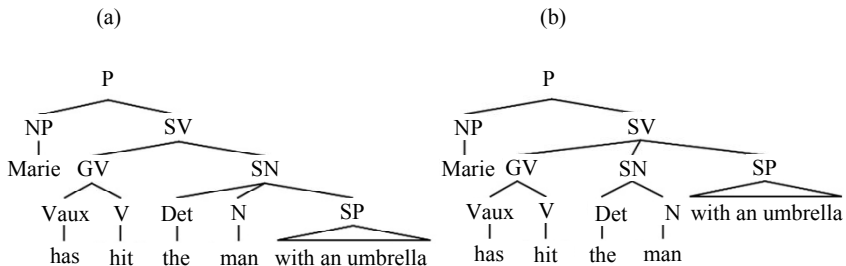 (a) (b)
P P
NP SV NP SV
Marie GV SN Marie GV SN SP
Vaux V Det N SP Vaux V Det N with an umbrella
has hit the man with an umbrella has hit the man